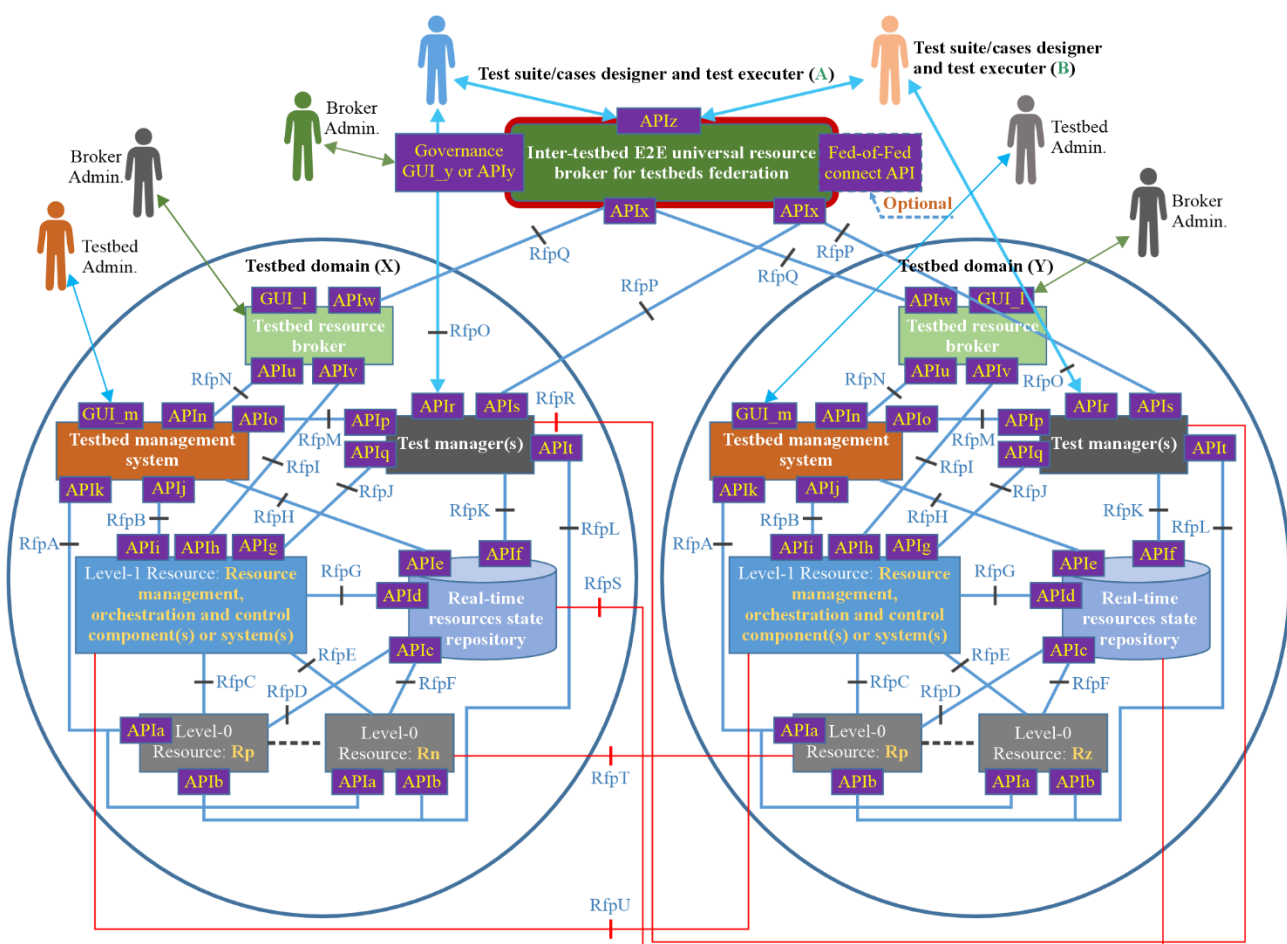 Test suite/cases designer and test executer (A)
Test suite/cases designer
and test executer (B)
Broker
Admin.
Broker
Admin.
Testbed
Admin.
Testbed
Admin.
Broker
Admin.
APIz
Governance
GUI_y or APIy
Inter-testbed E2E universal resource
broker for testbeds federation
Fed-of-Fed
connect API
Optional
APIx
APIx
RfpQ
RfpP
RfpQ
RfpP
Testbed domain (X)
GUI_l
APIw
Testbed resource
broker
APIu
APIv
RfpN
RfpO
RfpR
GUI_m
APIn
APIo
RfpM
APIp
APIr
APIs
Testbed management
system
Test manager(s)
APIq
APIt
APIk
APIj
RfpI
RfpH
RfpJ
RfpK
RfpL
RfpA
RfpB
APIi
APIh
APIg
APIe
APIf
Level-1 Resource: Resource
management,
orchestration and control
component(s) or system(s)
RfpG
APId
Real-time
resources state
repository
RfpS
APIc
RfpC
RfpE
RfpD
RfpF
APIa
Level-0
Resource: Rp
Level-0
Resource: Rn
APIb
APIa
APIb
RfpT
RfpU
Testbed domain (Y)
APIw
GUI_l
Testbed resource
broker
APIu
APIv
RfpN
RfpO
GUI_m
APIn
APIo
RfpM
APIp
APIr
APIs
Testbed management
system
Test manager(s)
APIq
APIt
APIk
APIj
RfpI
RfpH
RfpJ
RfpK
RfpL
RfpA
RfpB
APIi
APIh
APIg
APIe
APIf
Level-1 Resource: Resource
management,
orchestration and control
component(s) or system(s)
RfpG
APId
Real-time
resources state
repository
APIc
RfpC
RfpE
RfpD
RfpF
APIa
Level-0
Resource: Rp
Level-0
Resource: Rz
APIb
APIa
APIb